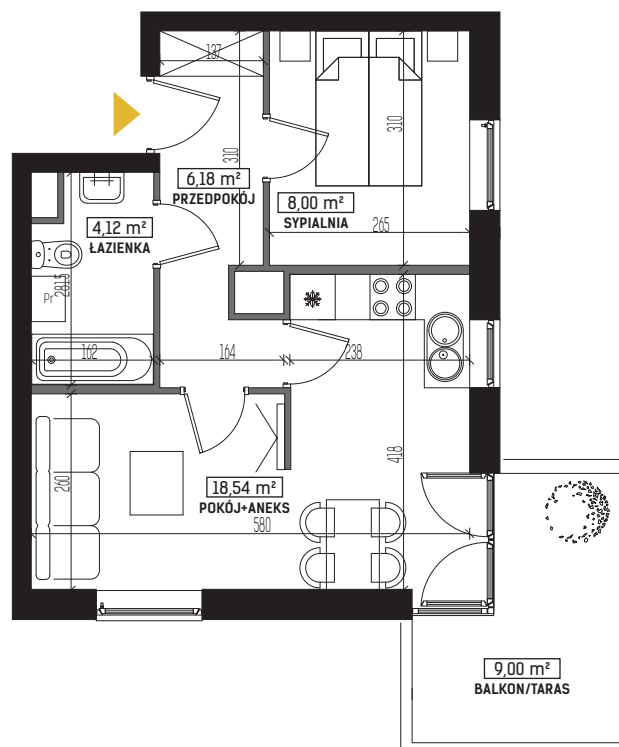 137
310
6,18 m²
PRZEDPOKÓJ
310
8,00 m²
SYPIALNIA
265
4,12 m²
ŁAZIENKA
2815
Pr
162
164
238
260
418
18,54 m²
POKÓJ+ANEKS
580
9,00 m²
BALKON/TARAS